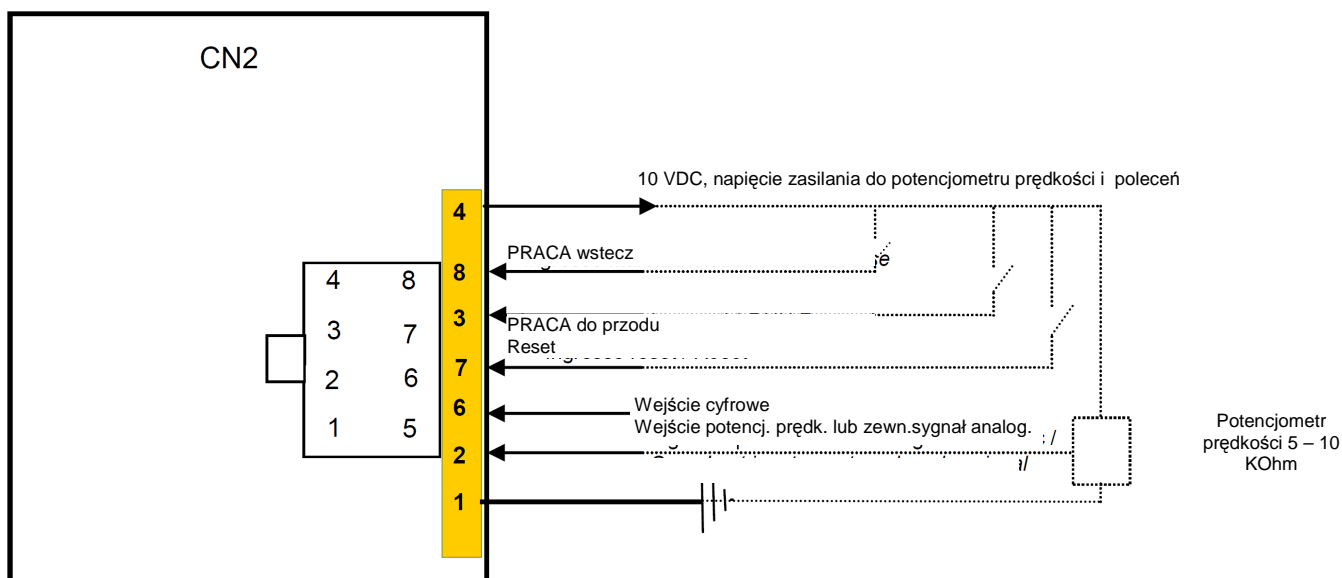 CN2
10 VDC, napięcie zasilania do potencjometru prędkości i poleceń
4
PRACA wstecz
8
3
PRACA do przodu
Reset
7
Wejście cyfrowe
6
Wejście potencj. prędk. lub zewn.sygnał analog.
2
1
4 8
3 7
2 6
1 5
Potencjometr
prędkości 5 – 10
KOhm